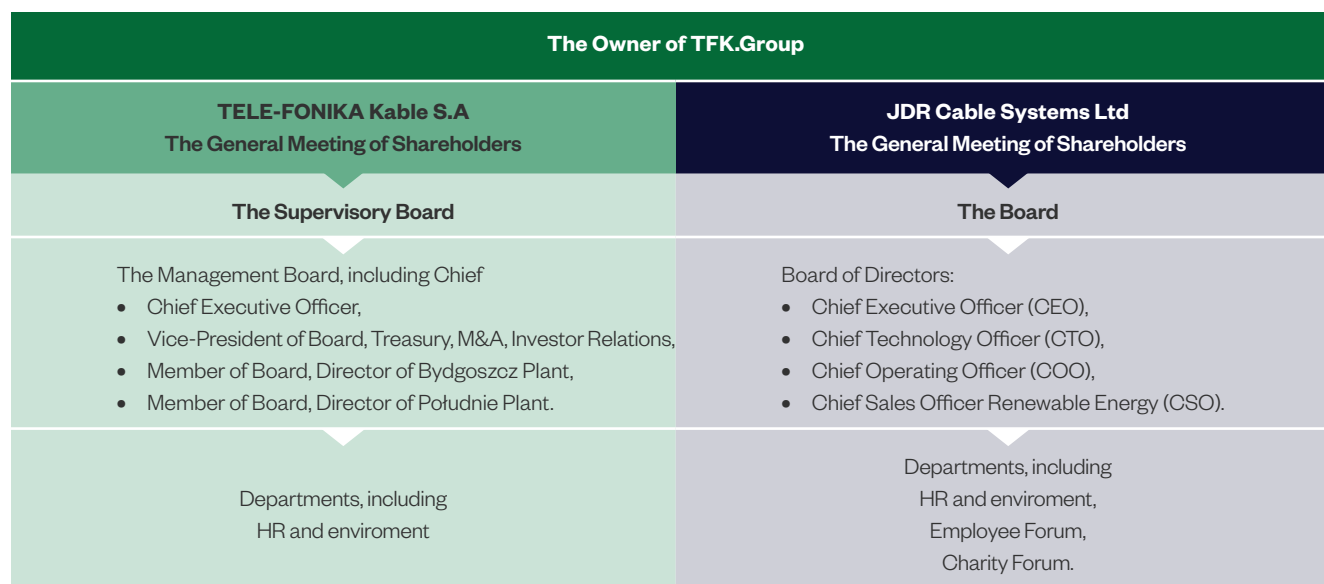 The Owner of TFK.Group
TELE-FONIKA Kable S.A
The General Meeting of Shareholders
JDR Cable Systems Ltd
The General Meeting of Shareholders
The Supervisory Board
The Board
The Management Board, including Chief
• Chief Executive Officer,
• Vice-President of Board, Treasury, M&A, Investor Relations,
• Member of Board, Director of Bydgoszcz Plant,
• Member of Board, Director of Południe Plant.
Board of Directors:
• Chief Executive Officer (CEO),
• Chief Technology Officer (CTO),
• Chief Operating Officer (COO),
• Chief Sales Officer Renewable Energy (CSO).
Departments, including
HR and enviroment
Departments, including
HR and enviroment,
Employee Forum,
Charity Forum.